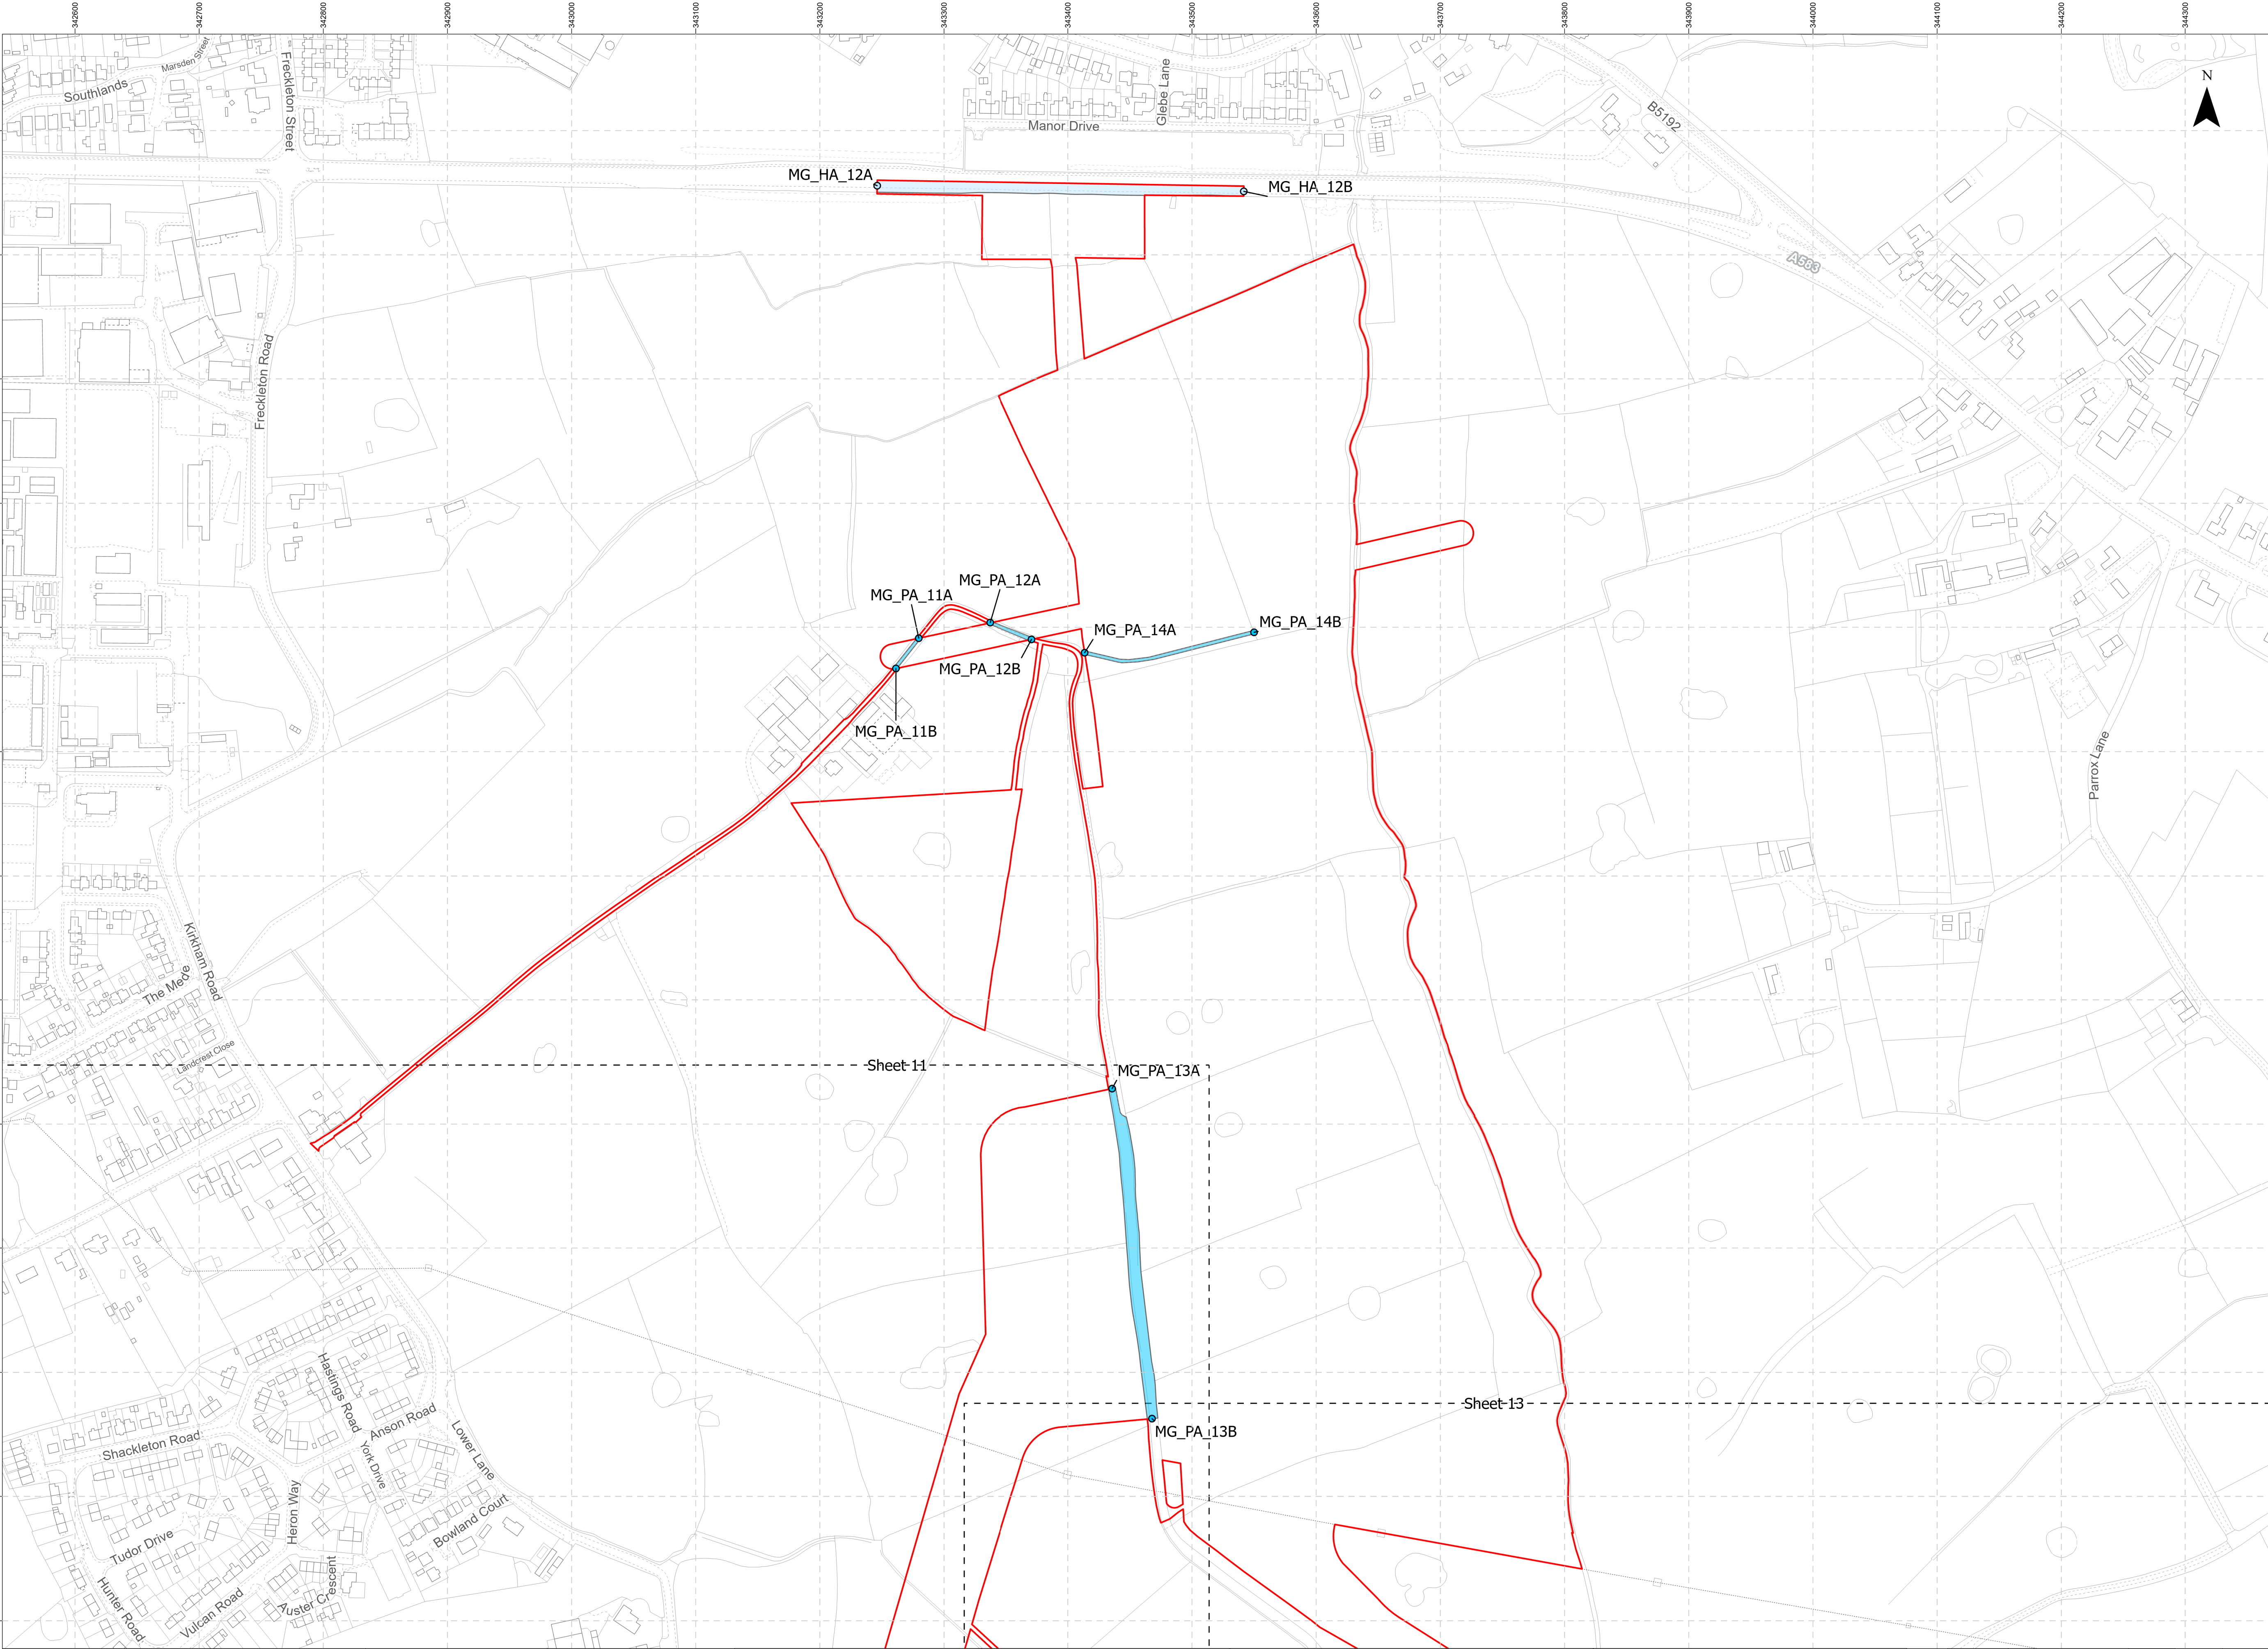 342600
342700
342800
342900
343000
343100
343200
343300
343400
343500
343600
343700
343800
343900
344000
344100
344200
344300
Marsden Street
Southlands
Freckleton Street
Glebe Lane
Manor Drive
B5192
N
MG_HA_12A
MG_HA_12B
A583
Freckleton Road
MG_PA_12A
MG_PA_11A
MG_PA_14B
MG_PA_14A
MG_PA_12B
MG_PA_11B
Parrox Lane
Kirkham Road
The Mede
Landcrest Close
Sheet 11
MG_PA_13A
Hastings Road
Anson Road
Sheet 13
MG_PA_13B
Shackleton Road
York Drive
Lower Lane
Heron Way
Bowland Court
Tudor Drive
Hunter Road
Vulcan Road
Auster Crescent